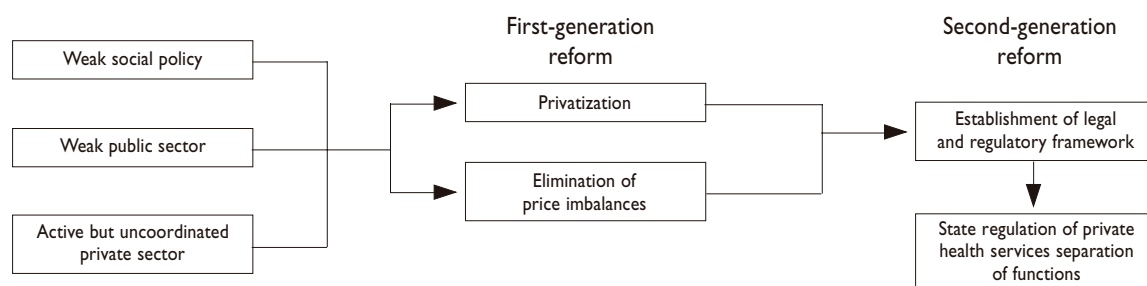 Weak social policy
Weak public sector
Active but uncoordinated
private sector
First-generation
reform
Privatization
Elimination of
price imbalances
Second-generation
reform
Establishment of legal
and regulatory framework
State regulation of private
health services separation
of functions